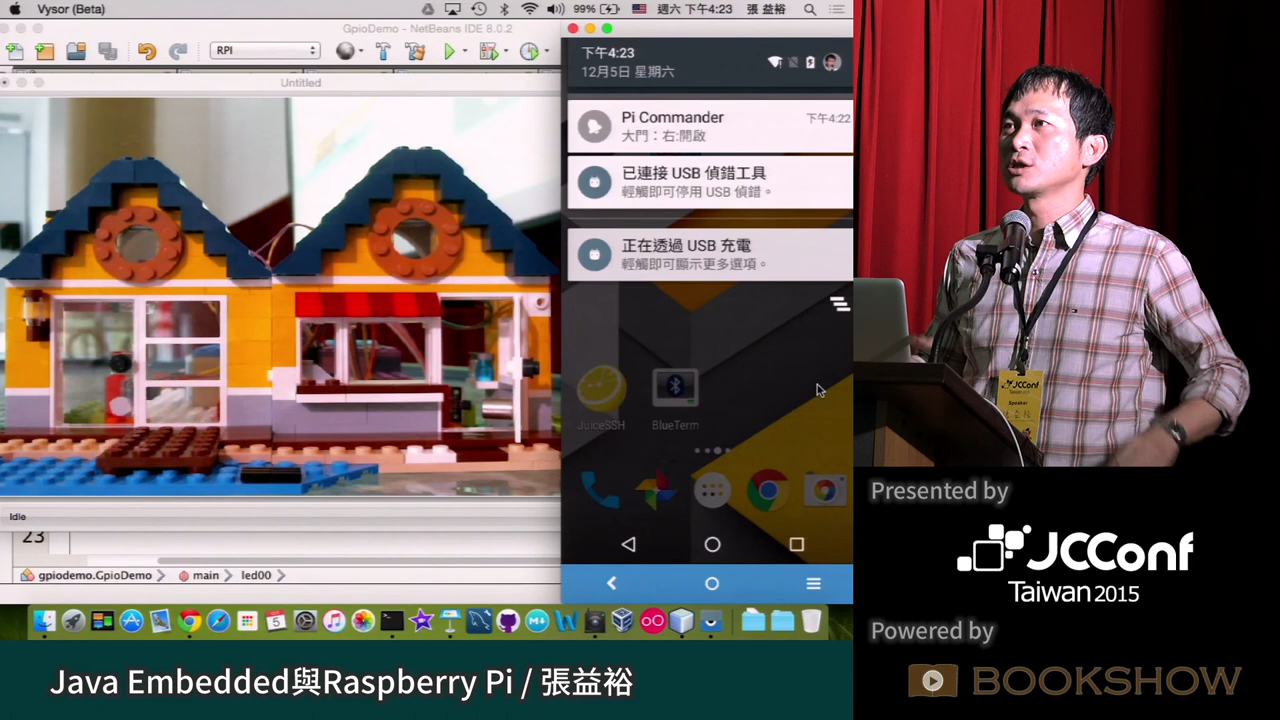 Vysor (Beta)
99%
週六 下午4:23
張 益裕
GpioDemo - NetBeans IDE 8.0.2
RPI
Untitled
下午4:23
12月5日 星期六
Pi Commander
下午4:22
大門：右:開啟
已連接 USB 偵錯工具
輕觸即可停用 USB 偵錯。
正在透過 USB 充電
輕觸即可顯示更多選項。
JuiceSSH
BlueTerm
Idle
23
gpiodemo.GpioDemo
main
led00
JCConf
Taiwan 2015
Speaker
Presented by
JCConf
Taiwan 2015
Powered by
BOOKSHOW
Java Embedded與Raspberry Pi / 張益裕